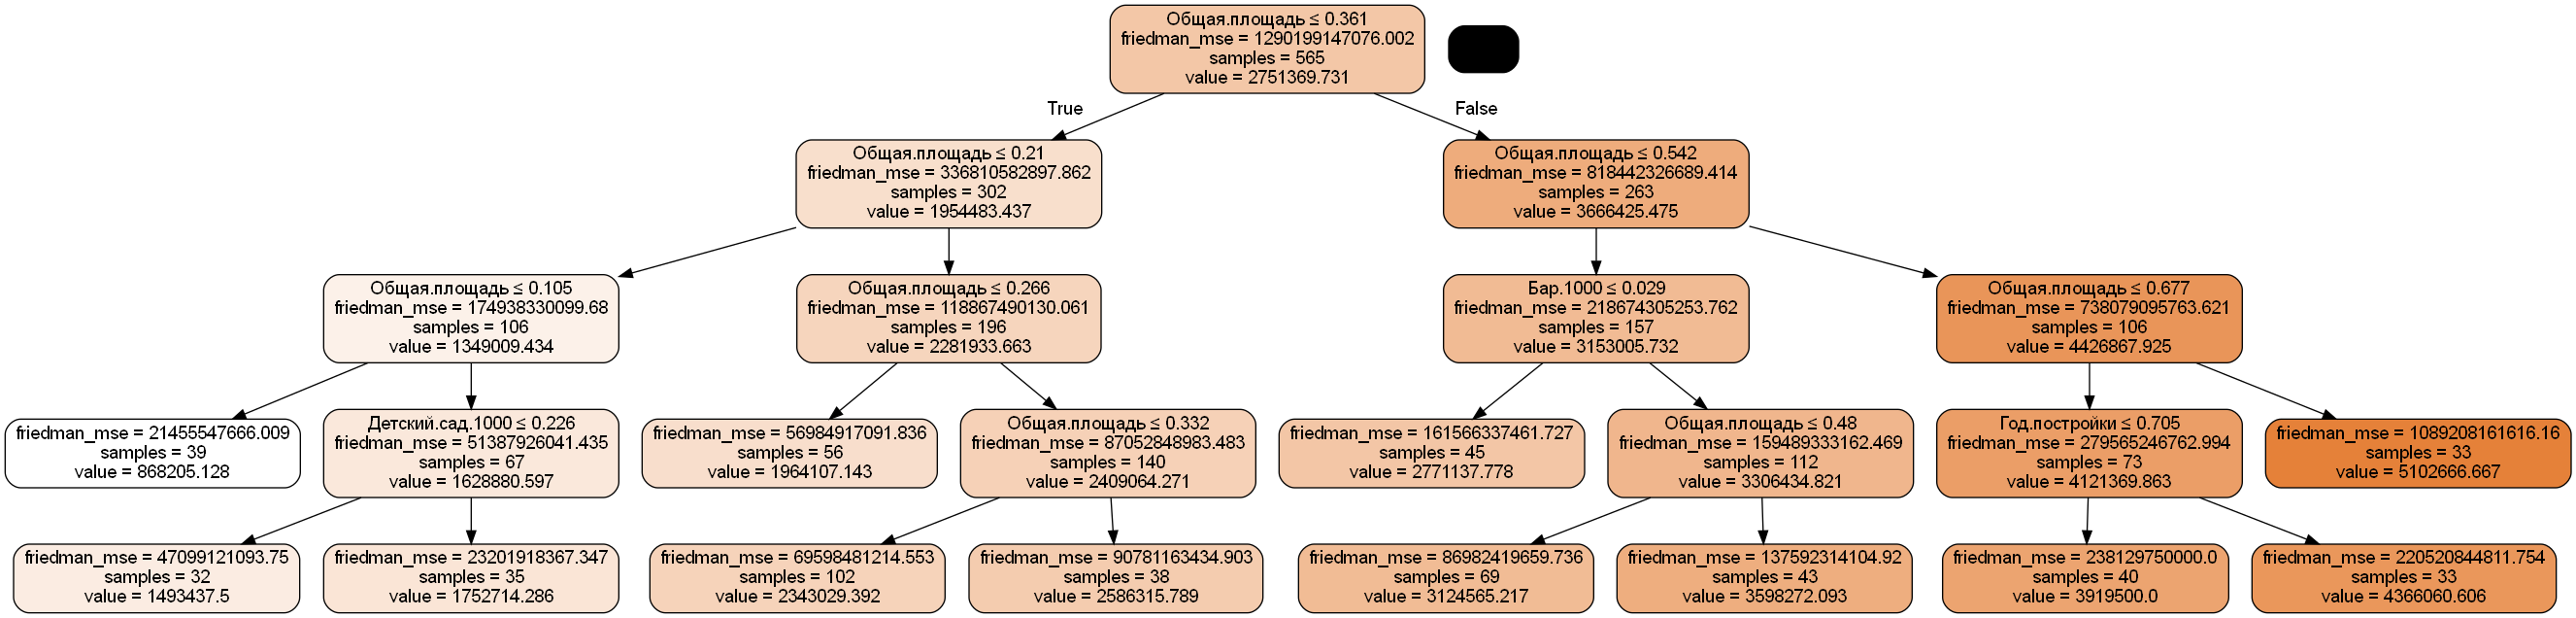 Общая.площадь ≤ 0.361
friedman_mse = 1290199147076.002
samples = 565
value = 2751369.731
True
False
Общая.площадь ≤ 0.21
friedman_mse = 336810582897.862
samples = 302
value = 1954483.437
Общая.площадь ≤ 0.542
friedman_mse = 818442326689.414
samples = 263
value = 3666425.475
Общая.площадь ≤ 0.105
friedman_mse = 174938330099.68
samples = 106
value = 1349009.434
Общая.площадь ≤ 0.266
friedman_mse = 118867490130.061
samples = 196
value = 2281933.663
Бар.1000 ≤ 0.029
friedman_mse = 218674305253.762
samples = 157
value = 3153005.732
Общая.площадь ≤ 0.677
friedman_mse = 738079095763.621
samples = 106
value = 4426867.925
friedman_mse = 21455547666.009
samples = 39
value = 868205.128
Детский.сад.1000 ≤ 0.226
friedman_mse = 51387926041.435
samples = 67
value = 1628880.597
friedman_mse = 56984917091.836
samples = 56
value = 1964107.143
Общая.площадь ≤ 0.332
friedman_mse = 87052848983.483
samples = 140
value = 2409064.271
friedman_mse = 161566337461.727
samples = 45
value = 2771137.778
Общая.площадь ≤ 0.48
friedman_mse = 159489333162.469
samples = 112
value = 3306434.821
Год.постройки ≤ 0.705
friedman_mse = 279565246762.994
samples = 73
value = 4121369.863
friedman_mse = 1089208161616.16
samples = 33
value = 5102666.667
friedman_mse = 47099121093.75
samples = 32
value = 1493437.5
friedman_mse = 23201918367.347
samples = 35
value = 1752714.286
friedman_mse = 69598481214.553
samples = 102
value = 2343029.392
friedman_mse = 90781163434.903
samples = 38
value = 2586315.789
friedman_mse = 86982419659.736
samples = 69
value = 3124565.217
friedman_mse = 137592314104.92
samples = 43
value = 3598272.093
friedman_mse = 238129750000.0
samples = 40
value = 3919500.0
friedman_mse = 220520844811.754
samples = 33
value = 4366060.606